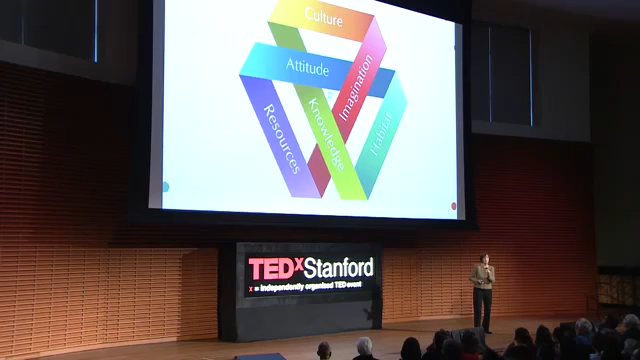 Culture
Attitude
Imagination
Knowledge
Resources
Habitat
TEDxStanford
x = independently organized TED event